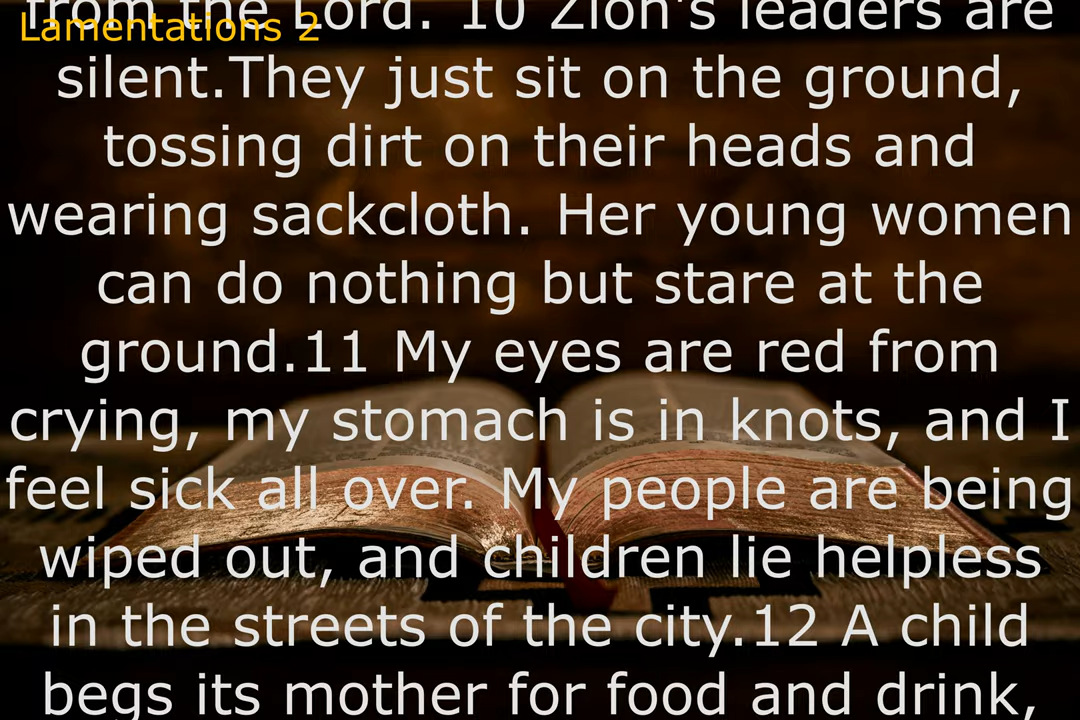 from the Lord. 10 Zion's leaders are
Lamentations 2
silent.They just sit on the ground,
tossing dirt on their heads and
wearing sackcloth. Her young women
can do nothing but stare at the
ground.11 My eyes are red from
crying, my stomach is in knots, and I
feel sick all over. My people are being
wiped out, and children lie helpless
in the streets of the city.12 A child
begs its mother for food and drink,